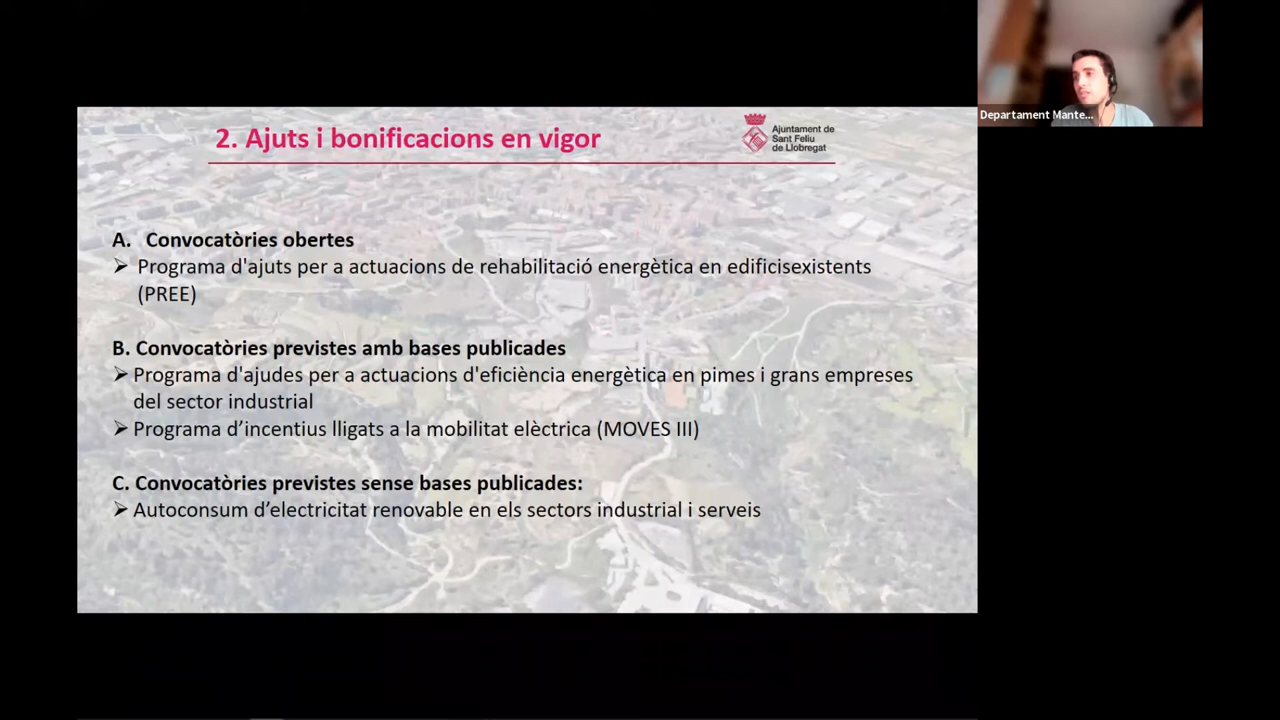 2. Ajuts i bonificacions en vigor
Ajuntament de
Sant Feliu
de Llobregat
Departament Mante...
A. Convocatòries obertes
➢ Programa d'ajuts per a actuacions de rehabilitació energètica en edificisexistents
(PREE)
B. Convocatòries previstes amb bases publicades
➢ Programa d'ajudes per a actuacions d'eficiència energètica en pimes i grans empreses
del sector industrial
➢ Programa d’incentius lligats a la mobilitat elèctrica (MOVES III)
C. Convocatòries previstes sense bases publicades:
➢ Autoconsum d’electricitat renovable en els sectors industrial i serveis